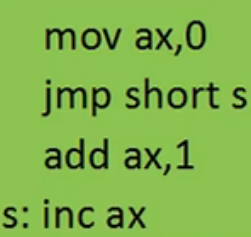 mov ax,0
jmp short s
add ax,1
s: inc ax